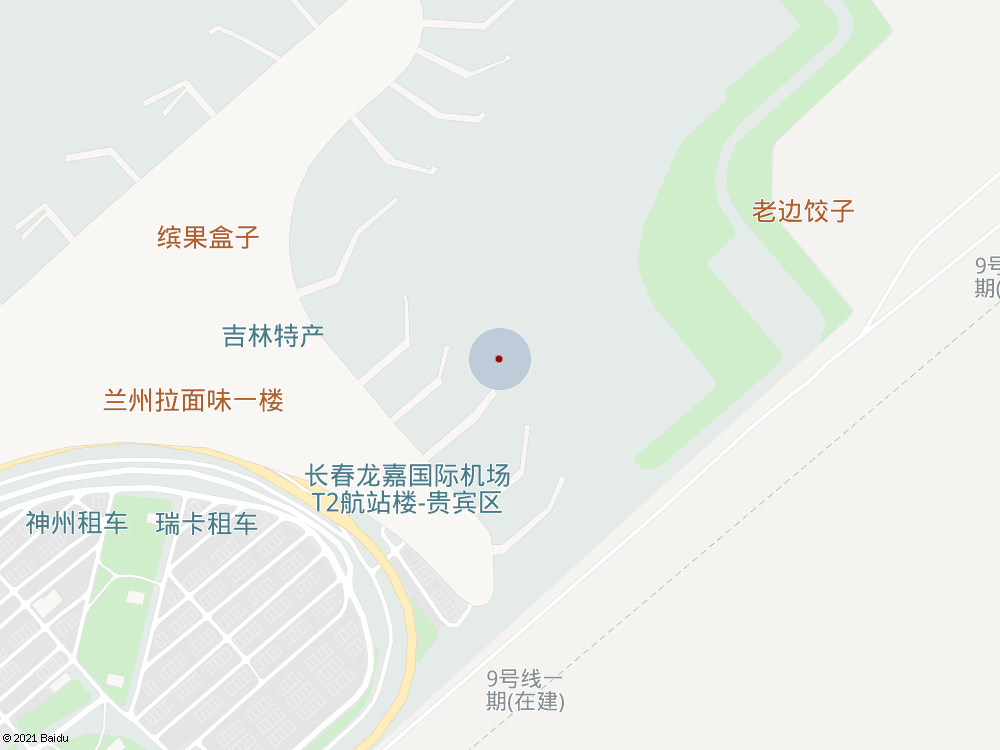 老边饺子
缤果盒子
9号
期(
吉林特产
兰州拉面味一楼
长春龙嘉国际机场
T2航站楼-贵宾区
神州租车
瑞卡租车
9号线一
期(在建)
© 2021 Baidu